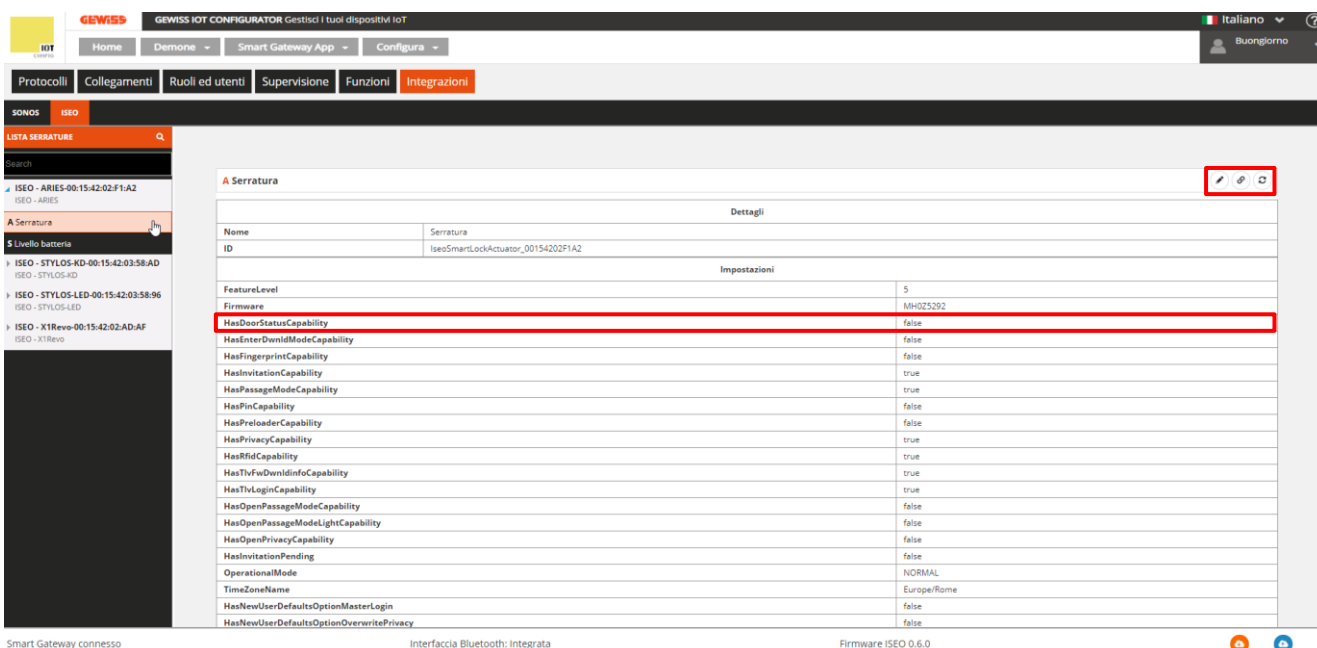 GEWISS GEWISS IOT CONFIGURATOR Gestisci i tuoi dispositivi IoT Italiano
IOT
CONFIG
Home Demone Smart Gateway App Configura Buongiorno
Protocolli Collegamenti Ruoli ed utenti Supervisione Funzioni Integrazioni
SONOS ISEO
LISTA SERRATURE
Search
ISEO - ARIES-00:15:42:02:F1:A2
ISEO - ARIES
A Serratura
S Livello batteria
ISEO - STYLOS-KD-00:15:42:03:58:AD
ISEO - STYLOS-KD
ISEO - STYLOS-LED-00:15:42:03:58:96
ISEO - STYLOS-LED
ISEO - X1Revo-00:15:42:02:AD:AF
ISEO - X1Revo
A Serratura
Dettagli
Nome Serratura
ID IseoSmartLockActuator_00154202F1A2
Impostazioni
FeatureLevel 5
Firmware MH0Z5292
HasDoorStatusCapability false
HasEnterDwnldModeCapability false
HasFingerprintCapability false
HasInvitationCapability true
HasPassageModeCapability true
HasPinCapability false
HasPreloaderCapability false
HasPrivacyCapability true
HasRfidCapability true
HasTlvFwDwnldinfoCapability true
HasTlvLoginCapability true
HasOpenPassageModeCapability false
HasOpenPassageModeLightCapability false
HasOpenPrivacyCapability false
HasInvitationPending false
OperationalMode NORMAL
TimeZoneName Europe/Rome
HasNewUserDefaultsOptionMasterLogin false
HasNewUserDefaultsOptionOverwritePrivacy false
Smart Gateway connesso Interfaccia Bluetooth: Integrata Firmware ISEO 0.6.0